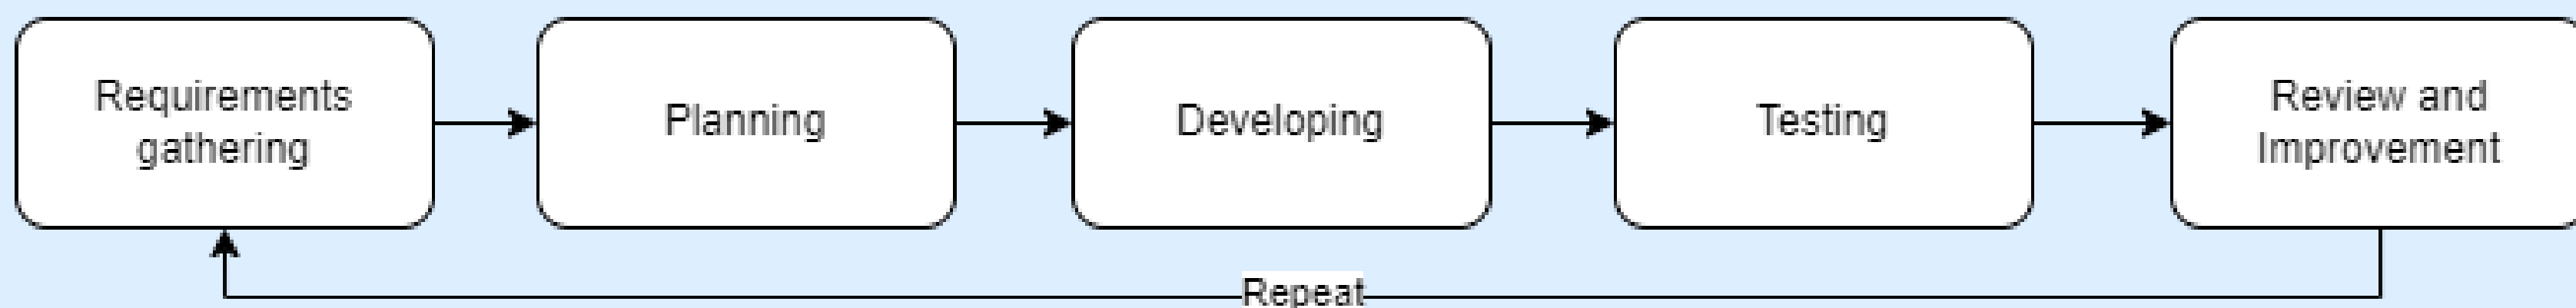 Requirements
gathering
Planning
Developing
Testing
Review and
Improvement
Repeat